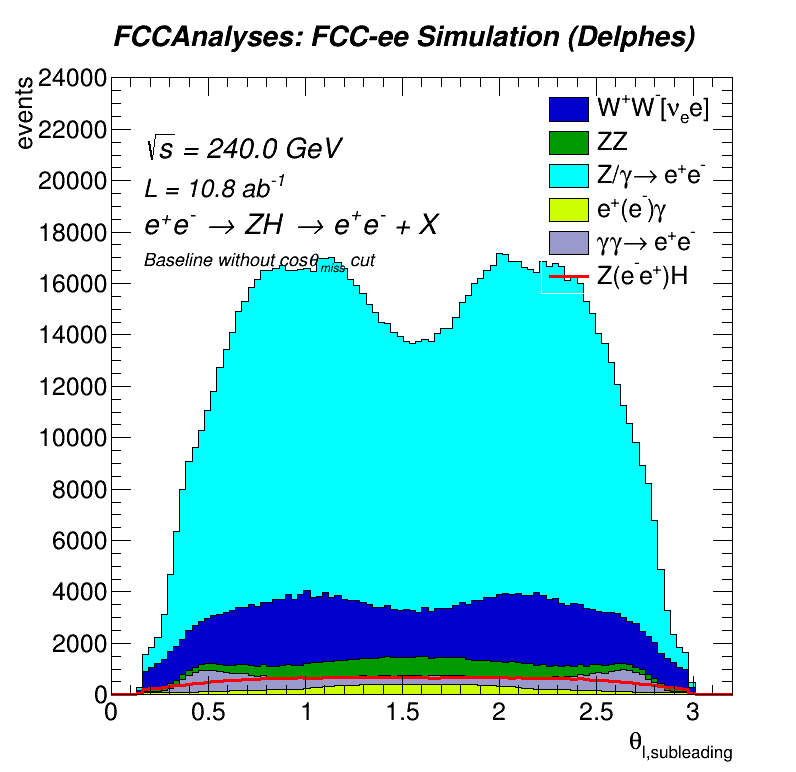 FCCAnalyses: FCC-ee Simulation (Delphes)
events
24000
22000
20000
18000
16000
14000
12000
10000
8000
6000
4000
2000
0
√s = 240.0 GeV
L = 10.8 ab⁻¹
e⁺e⁻ → ZH → e⁺e⁻ + X
Baseline without cosθ_miss cut
W⁺W⁻[νₑe]
ZZ
Z/γ→ e⁺e⁻
e⁺(e⁻)γ
γγ→ e⁺e⁻
Z(e⁻e⁺)H
0 0.5 1 1.5 2 2.5 3
θ_l,subleading